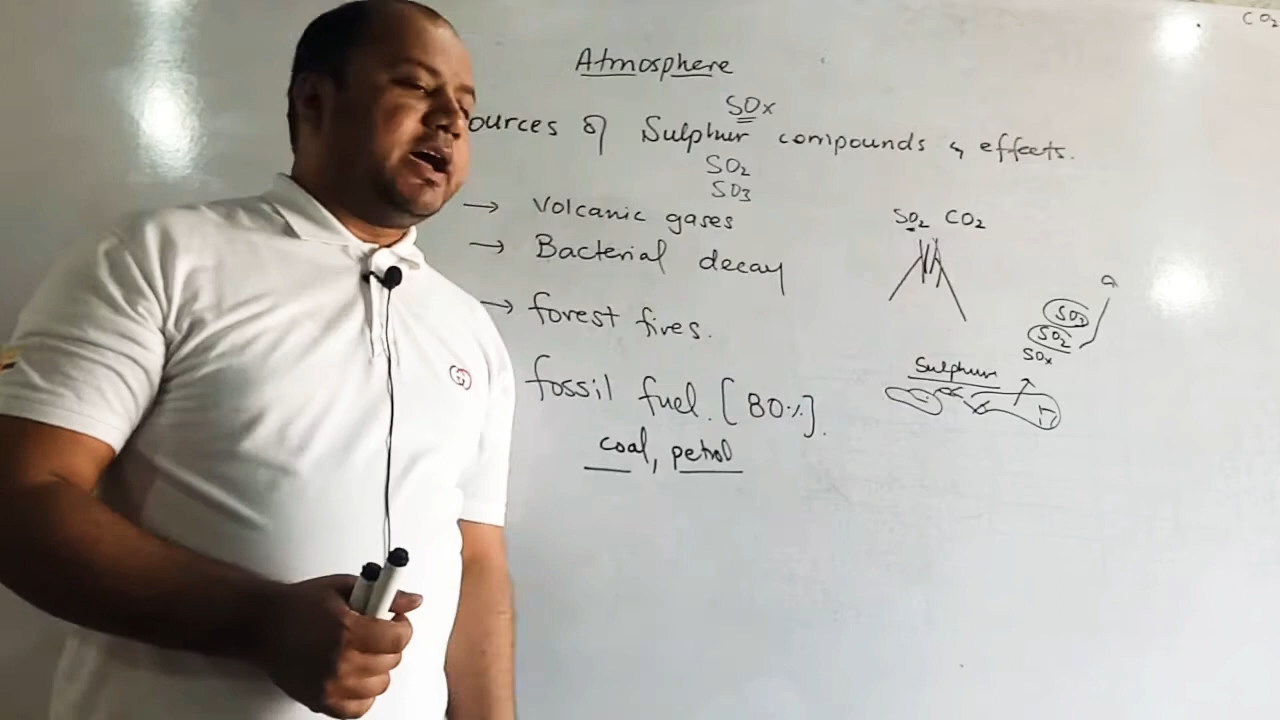 CO2
Atmosphere
SOx
ources of Sulphur compounds & effects.
SO2
SO3
→ Volcanic gases
→ Bacterial decay
→ forest fires.
fossil fuel. [80%].
coal, petrol
SO2 CO2
SO3
SO2
SOx
Sulphur